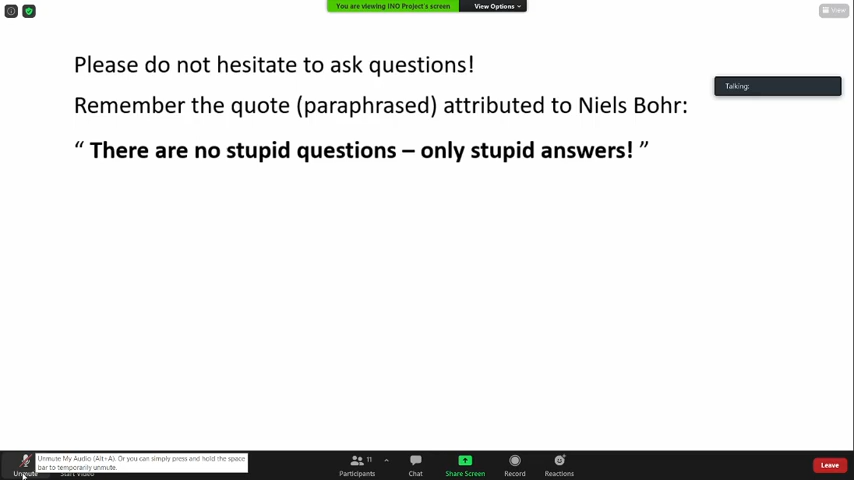 You are viewing INO Project's screen
View Options
View
Please do not hesitate to ask questions!
Talking:
Remember the quote (paraphrased) attributed to Niels Bohr:
“ There are no stupid questions – only stupid answers! ”
Unmute My Audio (Alt+A). Or you can simply press and hold the space
bar to temporarily unmute.
11
Unmute
Start Video
Participants
Chat
Share Screen
Record
Reactions
Leave